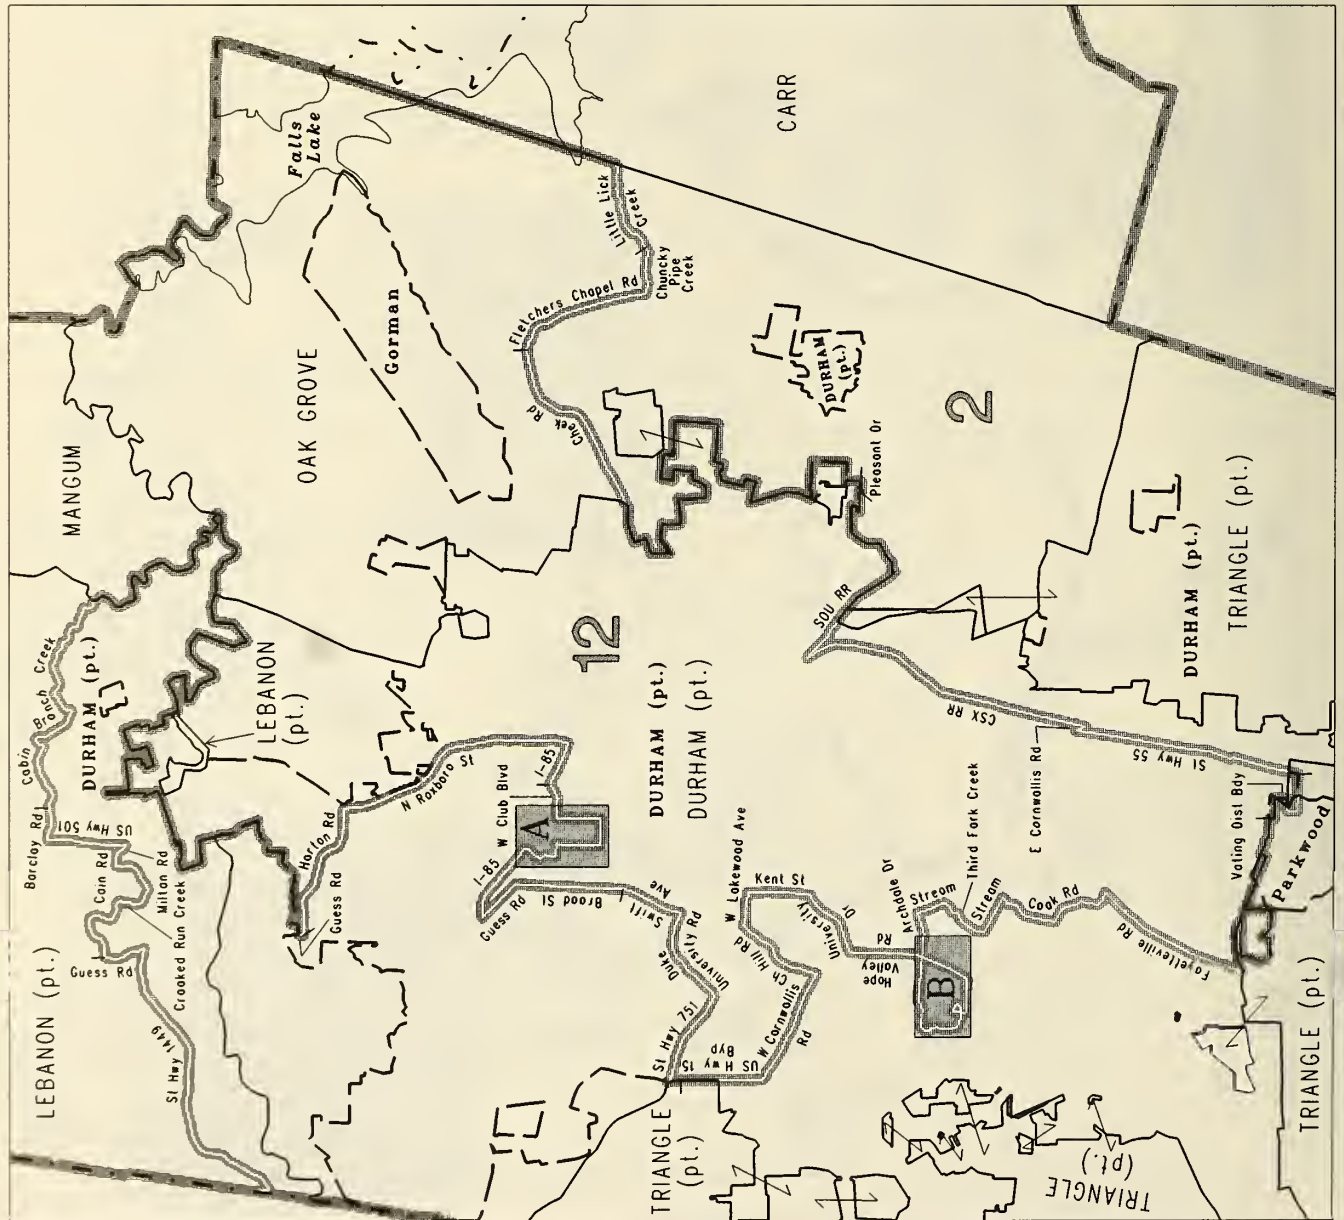 Falls
Lake
CARR
Little Lick
Creek
Chuncky
Pipe
Creek
Fletchers Chapel Rd
Gorman
OAK GROVE
MANGUM
Cheek Rd
DURHAM
(pt.)
2
Pleasant Dr
DURHAM (pt.)
TRIANGLE (pt.)
SOU RR
12
Cabin Branch Creek
DURHAM (pt.)
LEBANON
(pt.)
DURHAM (pt.)
DURHAM (pt.)
CSX RR
E Cornwallis Rd
St Hwy 55
N Roxboro St
I-85
W Club Blvd
A
Horton Rd
Guess Rd
Barclay Rd
US Hwy 501
Cain Rd
Milton Rd
Crooked Run Creek
Guess Rd
St Hwy 1449
LEBANON (pt.)
I-85
Guess Rd
Broad St
Swift Ave
Duke
University Rd
St Hwy 751
US Hwy 15
Byp
W Cornwallis
Rd
Ch Hill Rd
W Lakewood Ave
Kent St
University
Dr
Hope
Valley
Rd
Archdale Dr
Stream
Third Fork Creek
Stream
Cook Rd
Fayetteville Rd
B
Voting Dist Bdy
Parkwood
TRIANGLE (pt.)
TRIANGLE
(pt.)
TRIANGLE
(pt.)